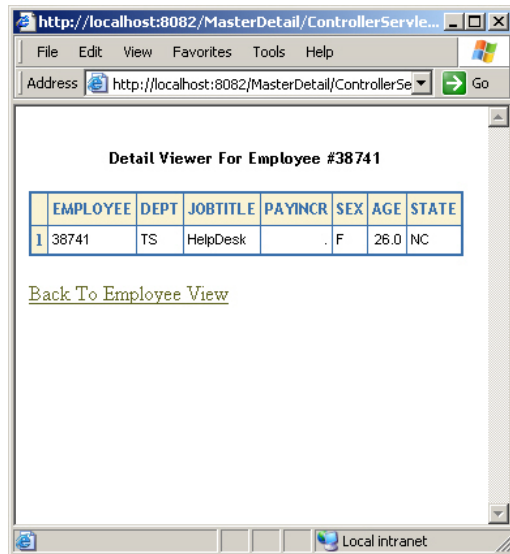 http://localhost:8082/MasterDetail/ControllerServle...
File Edit View Favorites Tools Help
Address http://localhost:8082/MasterDetail/ControllerSe Go
Detail Viewer For Employee #38741
EMPLOYEE DEPT JOBTITLE PAYINCR SEX AGE STATE
1 38741 TS HelpDesk . F 26.0 NC
Back To Employee View
Local intranet